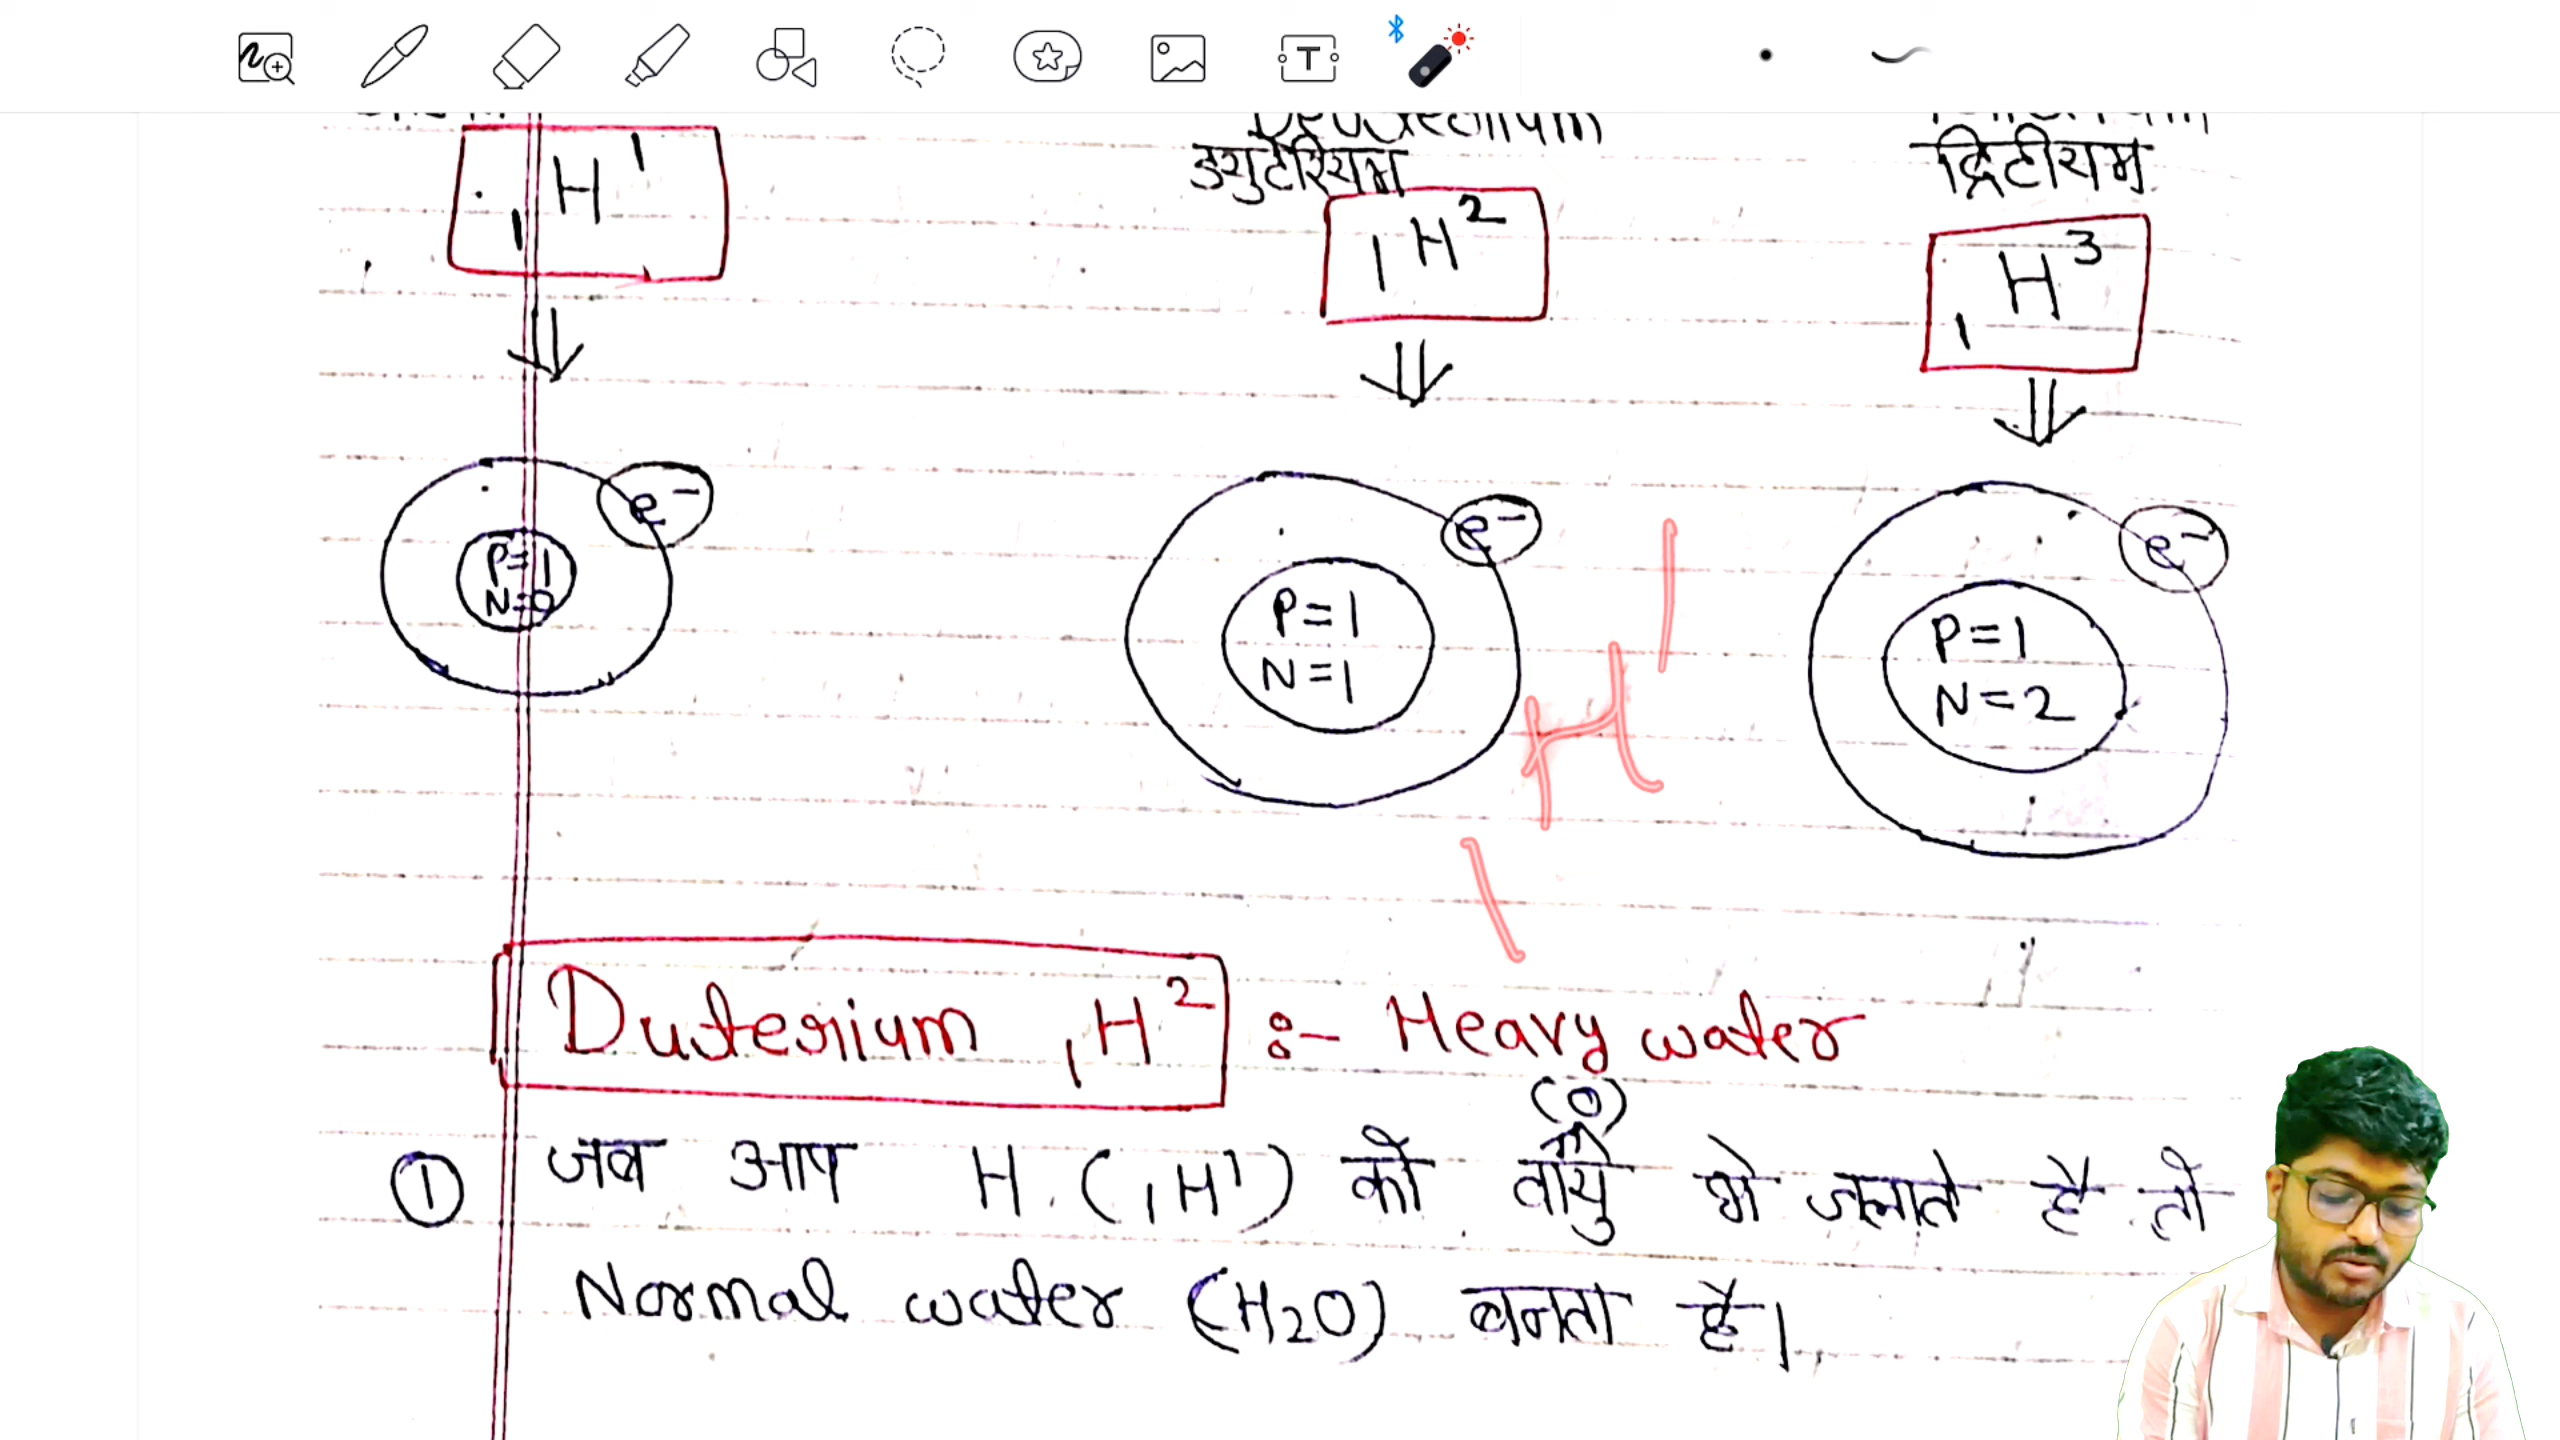 ड्युटेरियम ट्रिटीयम
₁H¹ ₁H² ₁H³
e⁻ e⁻ e⁻
P=1 P=1 P=1
N=0 N=1 N=2
₁H¹
Duterium ₁H² :- Heavy water
(O)
① जब आप H (₁H¹) को वायु मे जलाते है तो
Normal water (H2O) बनता है।